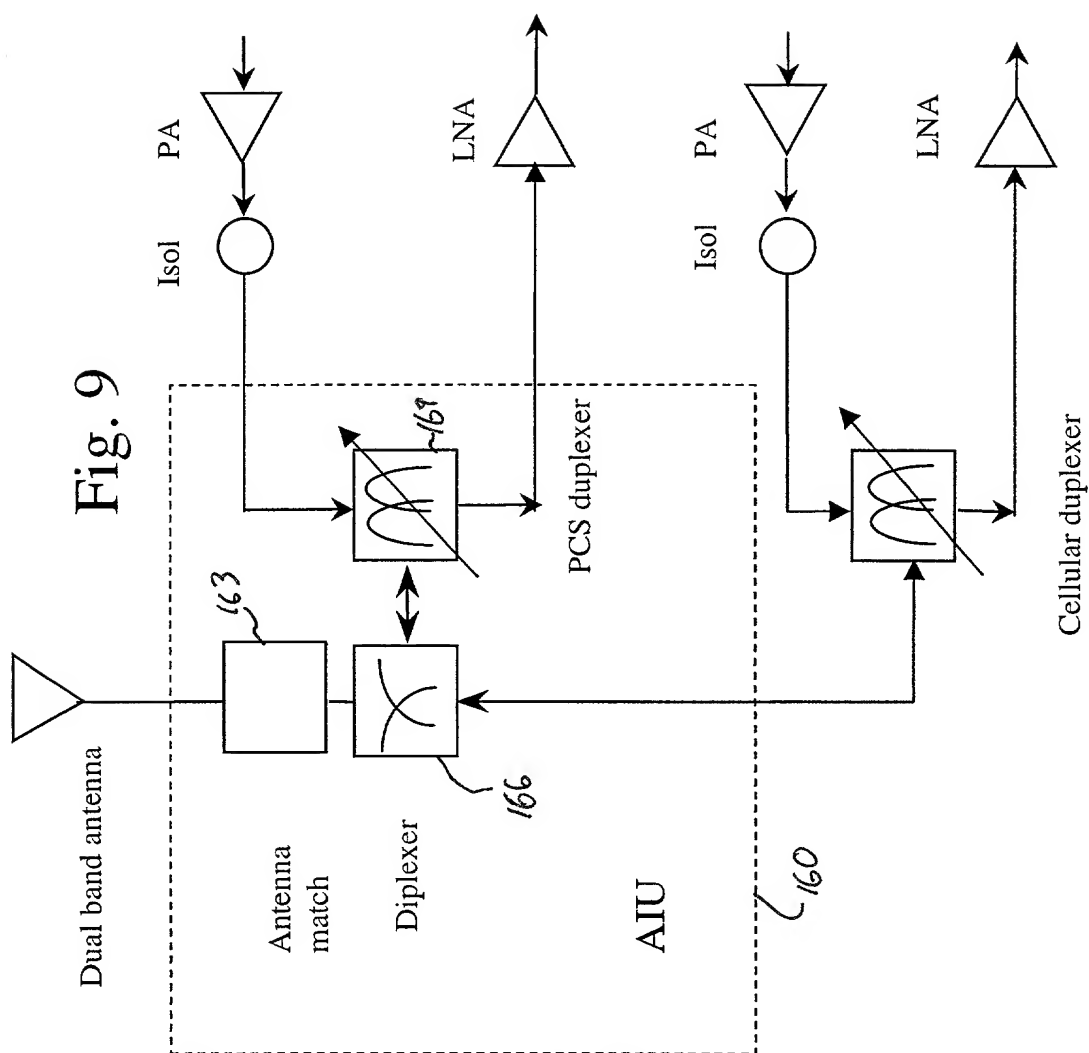 Fig. 9
Dual band antenna
Antenna
match
163
Diplexer
166
AIU
160
Isol
PA
169
PCS duplexer
LNA
Isol
PA
Cellular duplexer
LNA